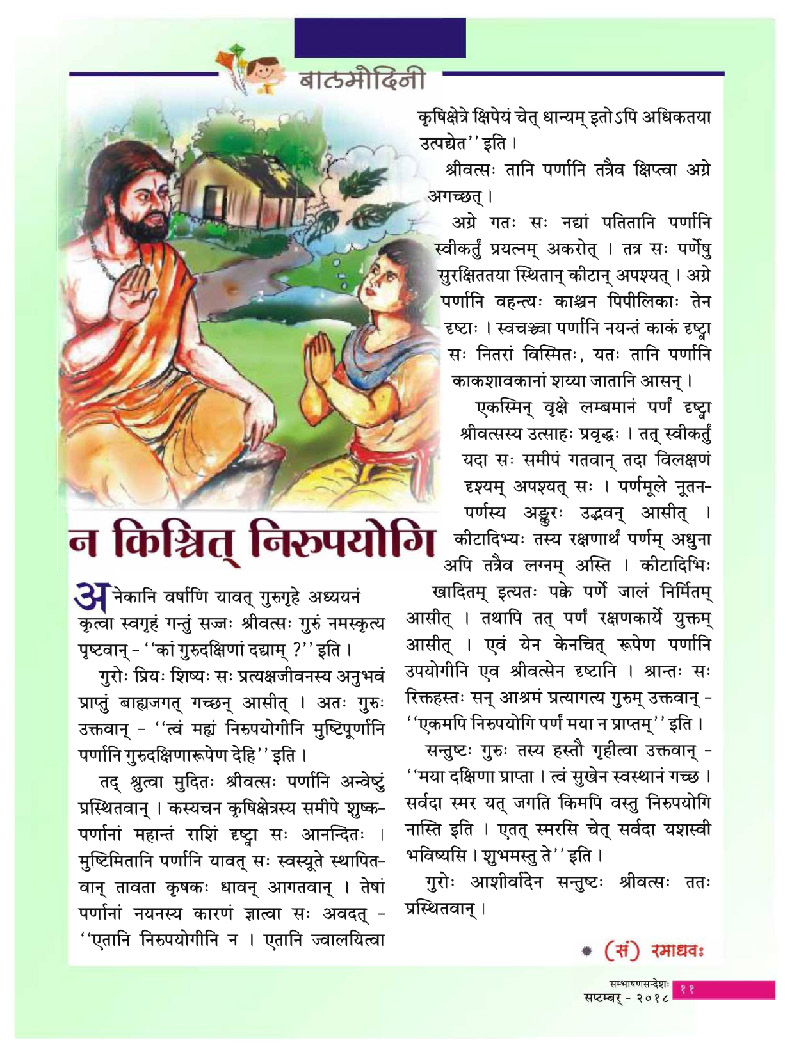 बालमोदिनी
न किञ्चित् निरुपयोगि
अनेकानि वर्षाणि यावत् गुरुगृहे अध्ययनं
कृत्वा स्वगृहं गन्तुं सज्जः श्रीवत्सः गुरुं नमस्कृत्य
पृष्टवान् - ‘‘कां गुरुदक्षिणां दद्याम् ?’’ इति ।
गुरोः प्रियः शिष्यः सः प्रत्यक्षजीवनस्य अनुभवं
प्राप्तुं बाह्यजगत् गच्छन् आसीत् । अतः गुरुः
उक्तवान् - ‘‘त्वं मह्यं निरुपयोगीनि मुष्टिपूर्णानि
पर्णानि गुरुदक्षिणारूपेण देहि’’ इति ।
तद् श्रुत्वा मुदितः श्रीवत्सः पर्णानि अन्वेष्टुं
प्रस्थितवान् । कस्यचन कृषिक्षेत्रस्य समीपे शुष्क-
पर्णानां महान्तं राशिं दृष्ट्वा सः आनन्दितः ।
मुष्टिमितानि पर्णानि यावत् सः स्वस्यूते स्थापित-
वान् तावता कृषकः धावन् आगतवान् । तेषां
पर्णानां नयनस्य कारणं ज्ञात्वा सः अवदत् -
‘‘एतानि निरुपयोगीनि न । एतानि ज्वालयित्वा
कृषिक्षेत्रे क्षिपेयं चेत् धान्यम् इतोऽपि अधिकतया
उत्पद्येत’’ इति ।
श्रीवत्सः तानि पर्णानि तत्रैव क्षिप्त्वा अग्रे
अगच्छत् ।
अग्रे गतः सः नद्यां पतितानि पर्णानि
स्वीकर्तुं प्रयत्नम् अकरोत् । तत्र सः पर्णेषु
सुरक्षिततया स्थितान् कीटान् अपश्यत् । अग्रे
पर्णानि वहन्त्यः काश्चन पिपीलिकाः तेन
दृष्टाः । स्वचञ्च्वा पर्णानि नयन्तं काकं दृष्ट्वा
सः नितरां विस्मितः, यतः तानि पर्णानि
काकशावकानां शय्या जातानि आसन् ।
एकस्मिन् वृक्षे लम्बमानं पर्णं दृष्ट्वा
श्रीवत्सस्य उत्साहः प्रवृद्धः । तत् स्वीकर्तुं
यदा सः समीपं गतवान् तदा विलक्षणं
दृश्यम् अपश्यत् सः । पर्णमूले नूतन-
पर्णस्य अङ्कुरः उद्भवन् आसीत् ।
कीटादिभ्यः तस्य रक्षणार्थं पर्णम् अधुना
अपि तत्रैव लग्नम् अस्ति । कीटादिभिः
खादितम् इत्यतः पक्वे पर्णे जालं निर्मितम्
आसीत् । तथापि तत् पर्णं रक्षणकार्ये युक्तम्
आसीत् । एवं येन केनचित् रूपेण पर्णानि
उपयोगीनि एव श्रीवत्सेन दृष्टानि । श्रान्तः सः
रिक्तहस्तः सन् आश्रमं प्रत्यागत्य गुरुम् उक्तवान् -
‘‘एकमपि निरुपयोगि पर्णं मया न प्राप्तम्’’ इति ।
सन्तुष्टः गुरुः तस्य हस्तौ गृहीत्वा उक्तवान् -
‘‘मया दक्षिणा प्राप्ता । त्वं सुखेन स्वस्थानं गच्छ ।
सर्वदा स्मर यत् जगति किमपि वस्तु निरुपयोगि
नास्ति इति । एतत् स्मरसि चेत् सर्वदा यशस्वी
भविष्यसि । शुभमस्तु ते’’ इति ।
गुरोः आशीर्वादेन सन्तुष्टः श्रीवत्सः ततः
प्रस्थितवान् ।
● (सं) रमाधवः
सम्भाषणसन्देशः
सप्टम्बर् - २०१८
११